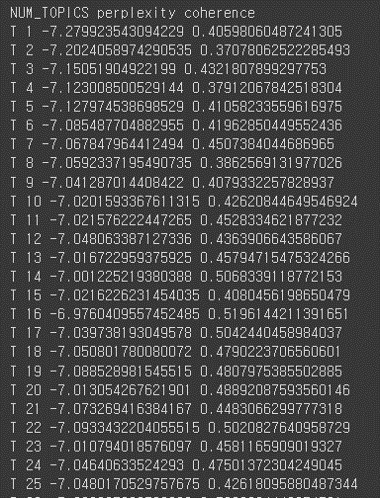 NUM_TOPICS perplexity coherence
T 1 -7.279923543094229 0.40598060487241305
T 2 -7.2024058974290535 0.37078062522285493
T 3 -7.15051904922199 0.4321807899297753
T 4 -7.123008500529144 0.37912067842518304
T 5 -7.127974538698529 0.4105823355961697​5
T 6 -7.085487704882955 0.41962850449552436
T 7 -7.067847964412494 0.4507384044686965
T 8 -7.0592337195490735 0.3862569131977026
T 9 -7.041287014408422 0.4079332257828937
T 10 -7.0201593367611315 0.42620844649546924
T 11 -7.021576222447265 0.4528334621877232
T 12 -7.048063387127336 0.4363906643586067
T 13 -7.016722959375925 0.45794715475324266
T 14 -7.001225219380388 0.5068339118772153
T 15 -7.0216226231454035 0.4080456198650479
T 16 -6.9760409557452485 0.5196144211391651
T 17 -7.039738193049578 0.5042440458984037
T 18 -7.050801780080072 0.4790223706560601
T 19 -7.088528981545515 0.4807975385502885
T 20 -7.013054267621901 0.48892087593560146
T 21 -7.073269416384167 0.4483066299777318
T 22 -7.0933432204055515 0.5020827640958729
T 23 -7.010794018576097 0.4581165909019327
T 24 -7.04640633524293 0.47501372304249045
T 25 -7.0480170529757675 0.42618095880487344